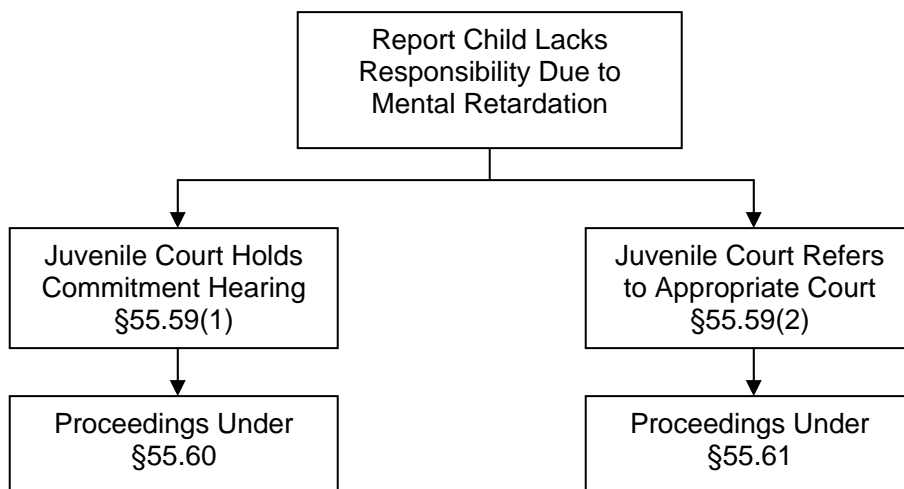 Report Child Lacks
Responsibility Due to
Mental Retardation
Juvenile Court Holds
Commitment Hearing
§55.59(1)
Juvenile Court Refers
to Appropriate Court
§55.59(2)
Proceedings Under
§55.60
Proceedings Under
§55.61